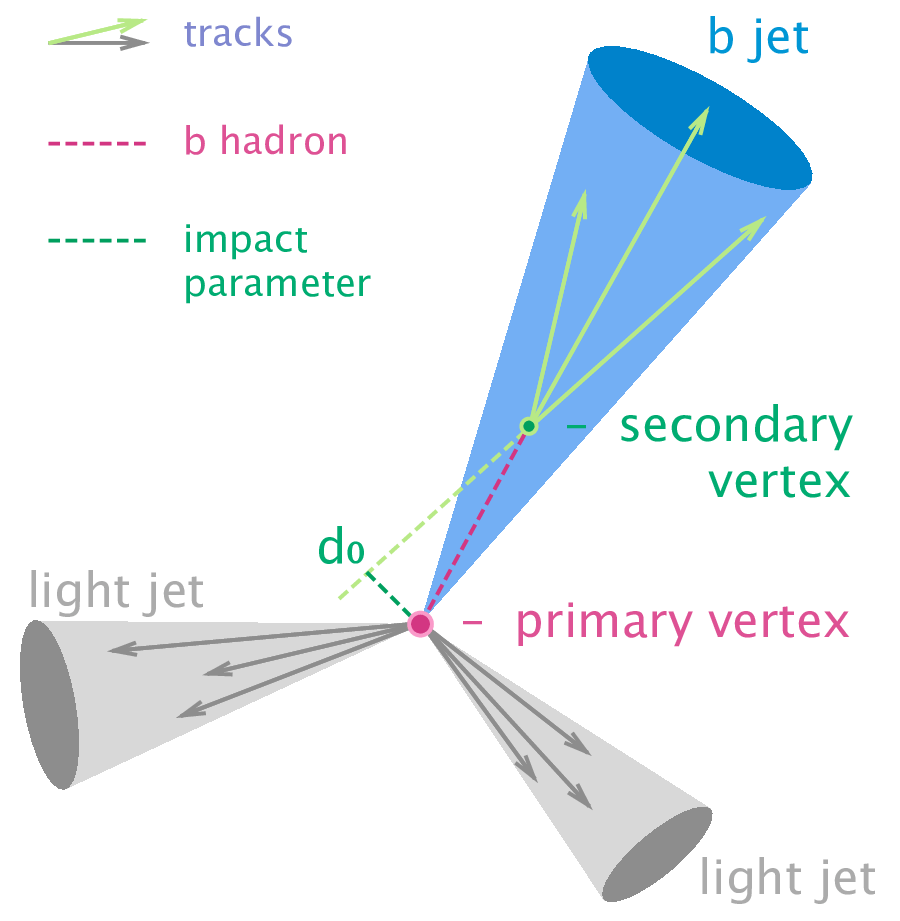 tracks
b jet
b hadron
impact
parameter
secondary
vertex
d₀
light jet
– primary vertex
light jet